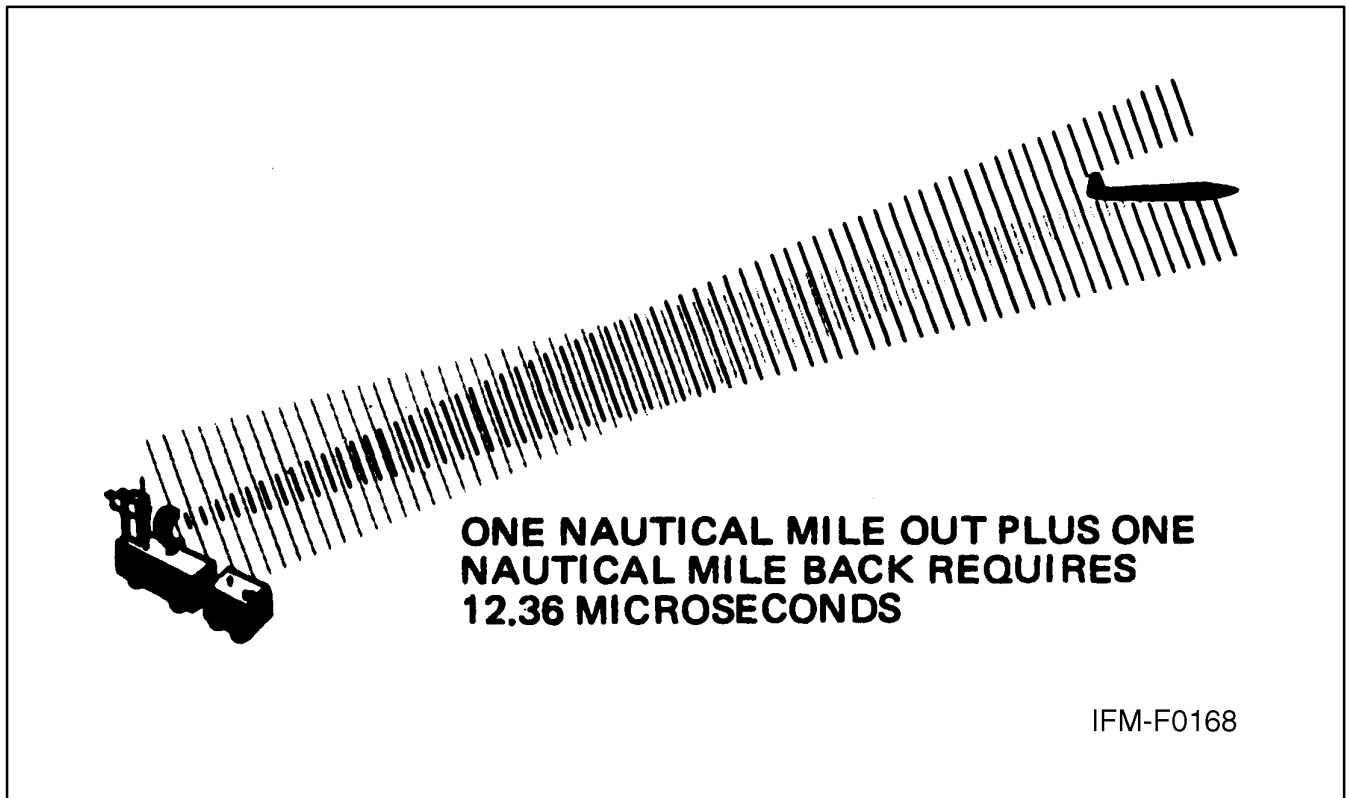 ONE NAUTICAL MILE OUT PLUS ONE
NAUTICAL MILE BACK REQUIRES
12.36 MICROSECONDS
IFM-F0168